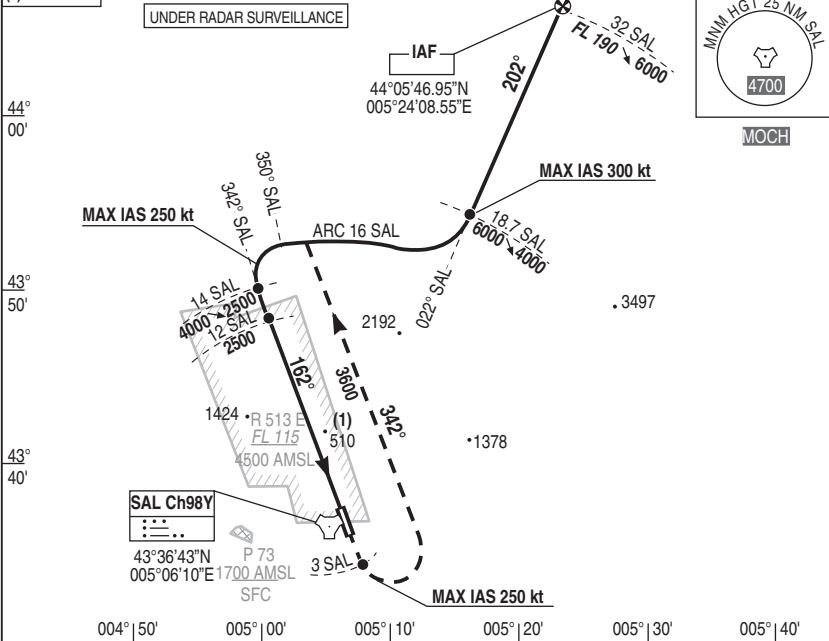 UNDER RADAR SURVEILLANCE
MNM HGT 25 NM SAL
4700
MOCH
IAF
44°05'46.95"N
005°24'08.55"E
32 SAL
FL 190 ↘ 6000
202°
44°
00'
MAX IAS 300 kt
350° SAL
342° SAL
MAX IAS 250 kt
ARC 16 SAL
18.7 SAL
6000 ↘ 4000
022° SAL
43°
50'
14 SAL
4000 ↘ 2500
12 SAL
2500
2192
3497
162°
3600
342°
1424
R 513 E
FL 115
4500 AMSL
(1)
510
1378
43°
40'
SAL Ch98Y
43°36'43"N
005°06'10"E
P 73
1700 AMSL
SFC
3 SAL
MAX IAS 250 kt
004° 50' 005° 00' 005° 10' 005° 20' 005° 30' 005° 40'